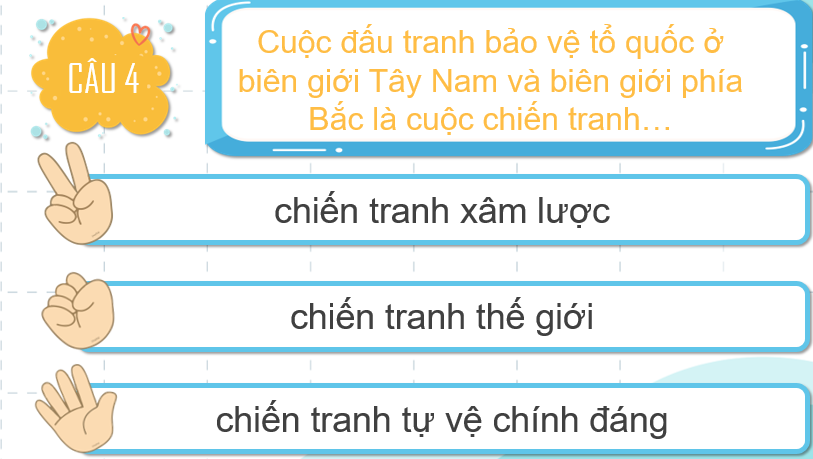 CÂU 4
Cuộc đấu tranh bảo vệ tổ quốc ở
biên giới Tây Nam và biên giới phía
Bắc là cuộc chiến tranh…
chiến tranh xâm lược
chiến tranh thế giới
chiến tranh tự vệ chính đáng